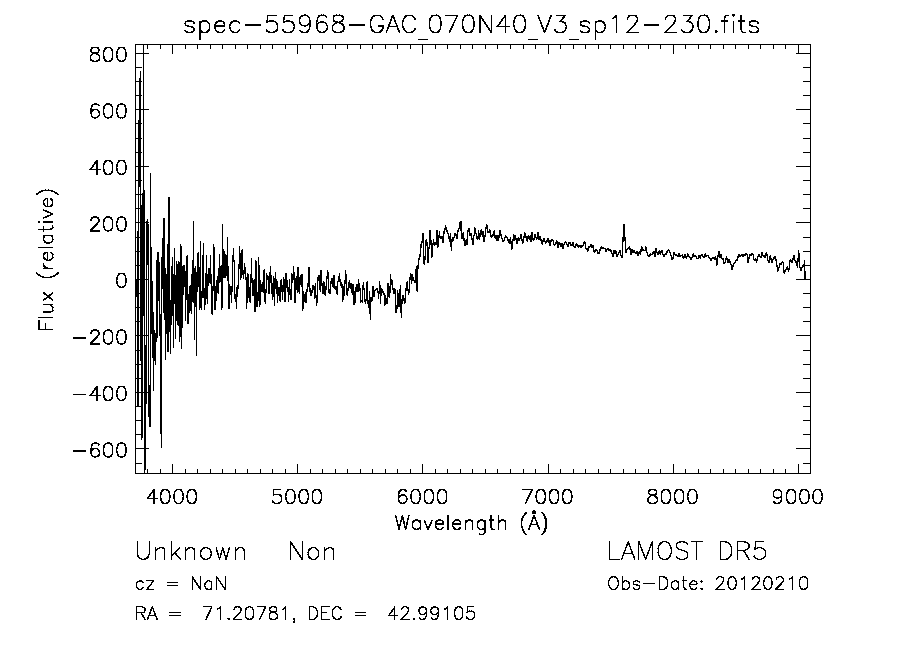 spec-55968-GAC_070N40_V3_sp12-230.fits
800
600
400
200
0
-200
-400
-600
Flux (relative)
4000 5000 6000 7000 8000 9000
Wavelength (Å)
Unknown Non LAMOST DR5
cz = NaN Obs-Date: 20120210
RA = 71.20781, DEC = 42.99105